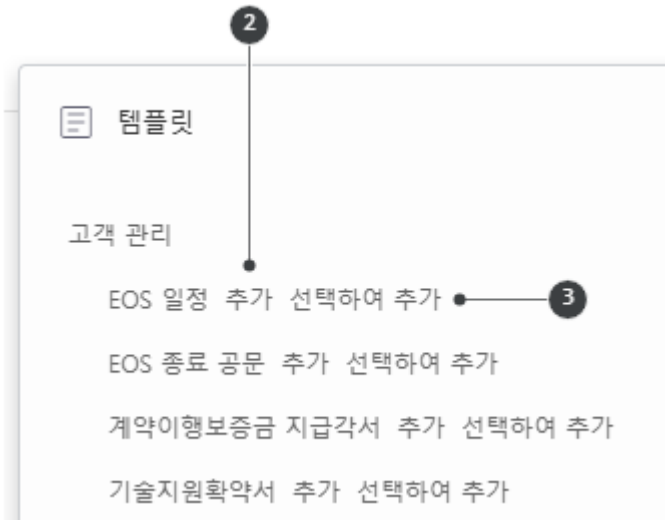 2
템플릿
고객 관리
EOS 일정 추가 선택하여 추가 3
EOS 종료 공문 추가 선택하여 추가
계약이행보증금 지급각서 추가 선택하여 추가
기술지원확약서 추가 선택하여 추가